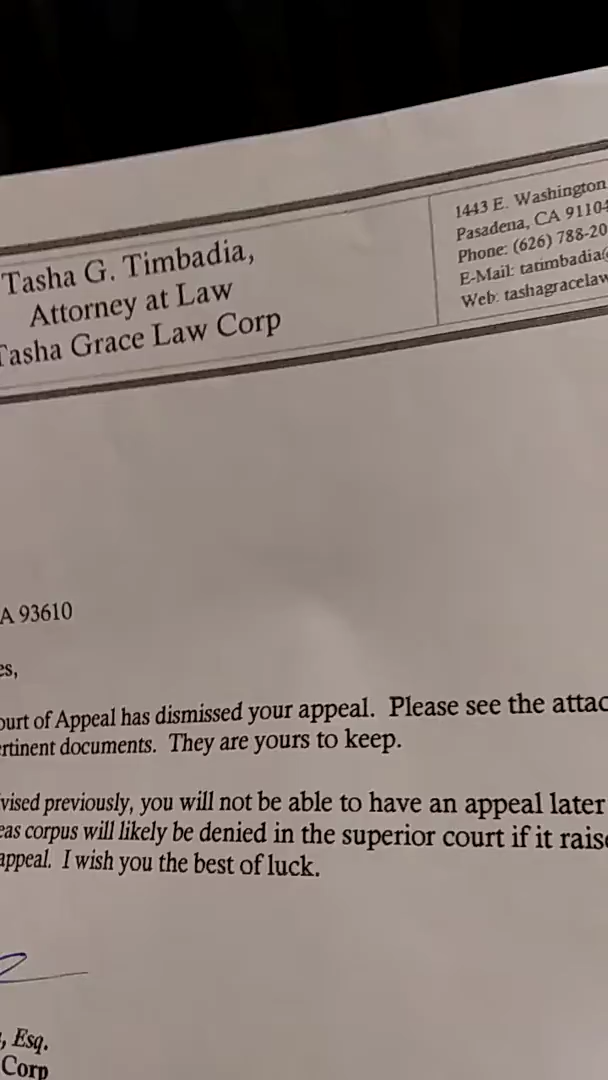 Tasha G. Timbadia,
Attorney at Law
Tasha Grace Law Corp
1443 E. Washington
Pasadena, CA 91104
Phone: (626) 788-20
E-Mail: tatimbadia@
Web: tashagracelaw
A 93610
es,
ourt of Appeal has dismissed your appeal. Please see the attac
ertinent documents. They are yours to keep.
vised previously, you will not be able to have an appeal later
eas corpus will likely be denied in the superior court if it raise
appeal. I wish you the best of luck.
, Esq.
Corp